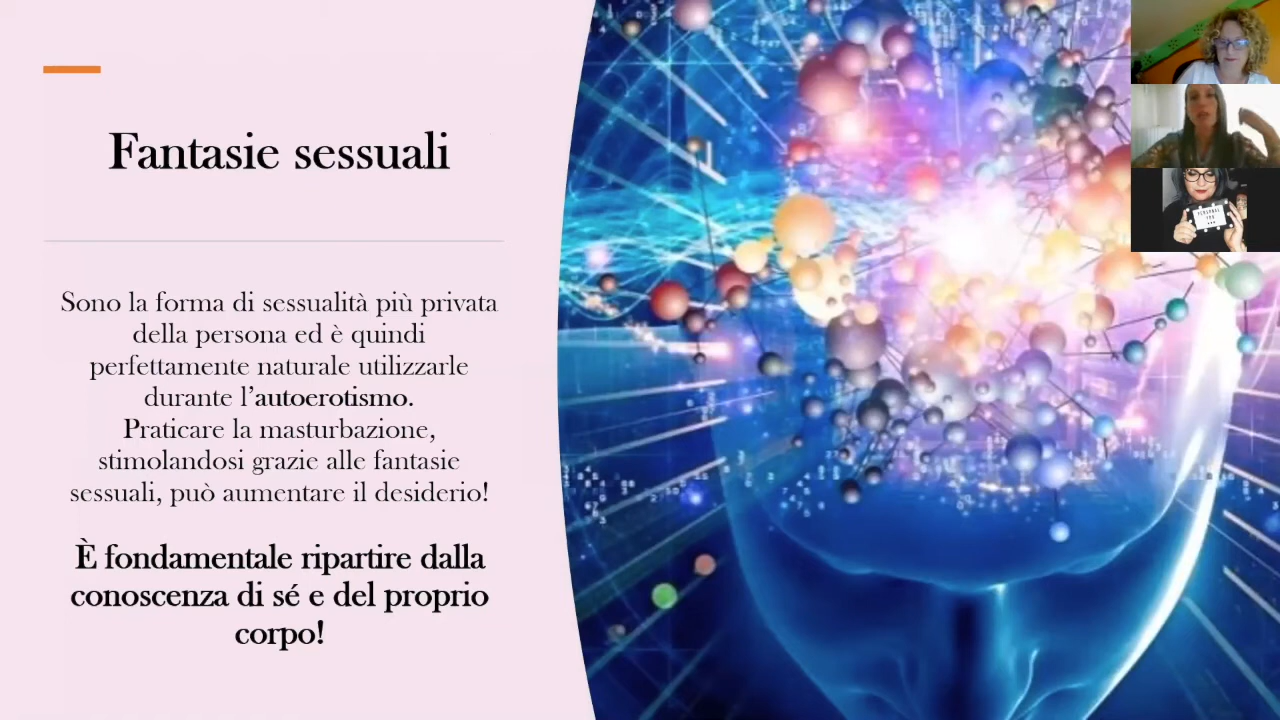 Fantasie sessuali
Sono la forma di sessualità più privata
della persona ed è quindi
perfettamente naturale utilizzarle
durante l’autoerotismo.
Praticare la masturbazione,
stimolandosi grazie alle fantasie
sessuali, può aumentare il desiderio!
È fondamentale ripartire dalla
conoscenza di sé e del proprio
corpo!
PERSONAL
FOR